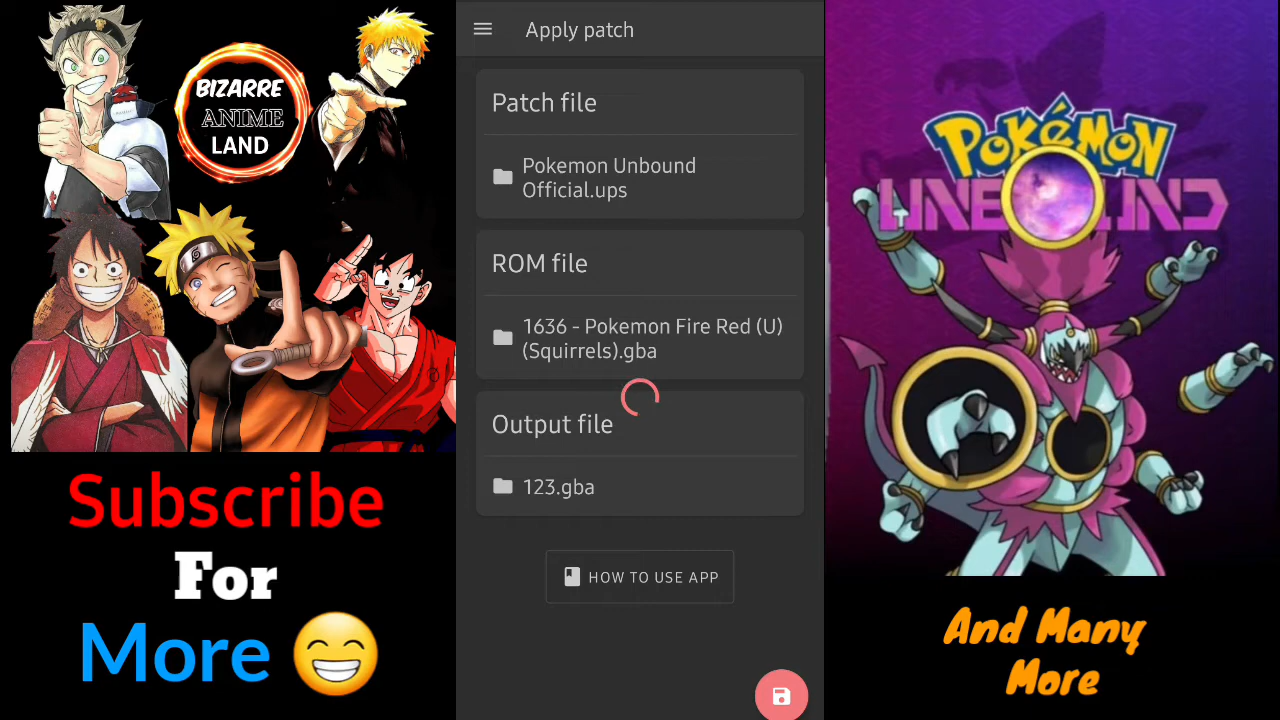 BIZARRE
ANIME
LAND
Subscribe
For
More 😁
Apply patch
Patch file
Pokemon Unbound
Official.ups
ROM file
1636 - Pokemon Fire Red (U)
(Squirrels).gba
Output file
123.gba
HOW TO USE APP
POKéMON
UNBOUND
And Many
More